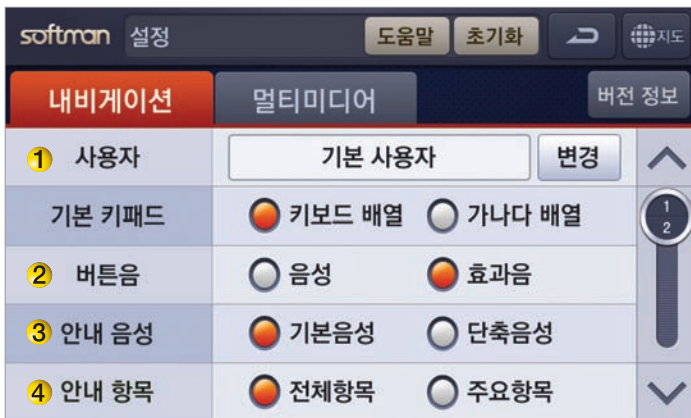 softman 설정 도움말 초기화 지도
내비게이션 멀티미디어 버전 정보
1 사용자 기본 사용자 변경
기본 키패드 키보드 배열 가나다 배열 1
2
2 버튼음 음성 효과음
3 안내 음성 기본음성 단축음성
4 안내 항목 전체항목 주요항목